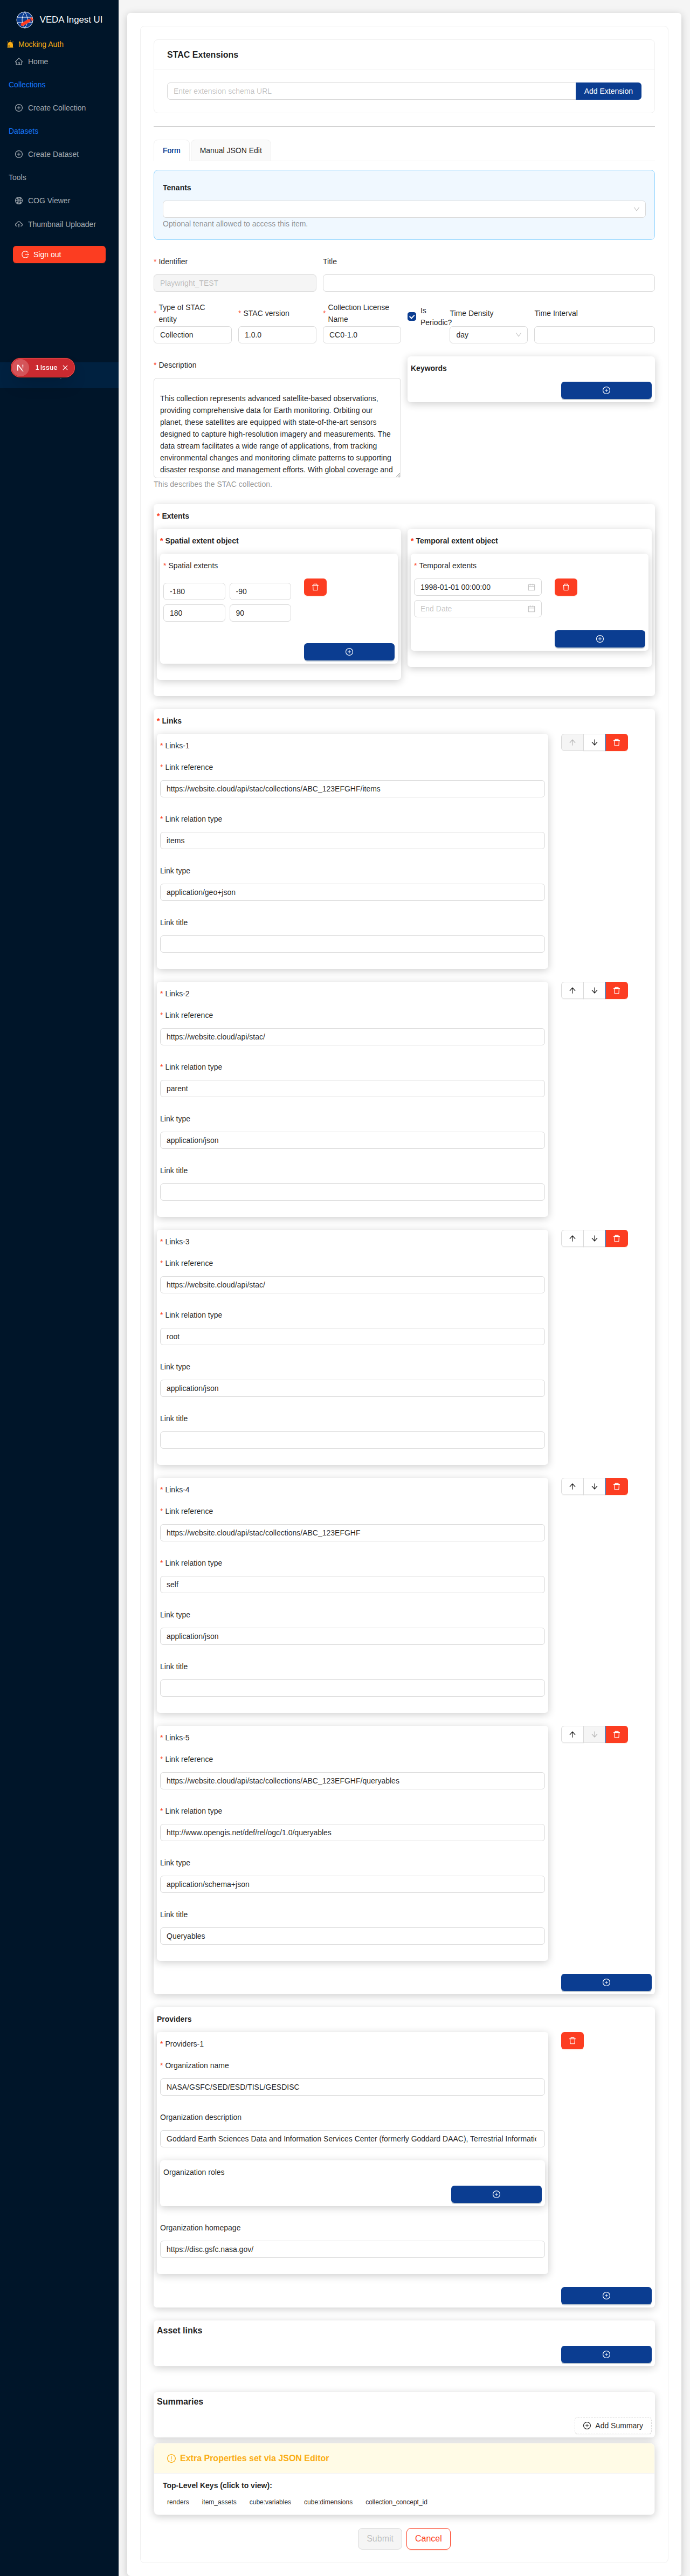 VEDA Ingest UI
Mocking Auth
Home
Collections
Create Collection
Datasets
Create Dataset
Tools
COG Viewer
Thumbnail Uploader
Sign out
N
1 Issue
STAC Extensions
Enter extension schema URL
Add Extension
Form
Manual JSON Edit
Tenants
Optional tenant allowed to access this item.
* Identifier
Title
Playwright_TEST
* Type of STAC entity
* STAC version
* Collection License Name
Is Periodic?
Time Density
Time Interval
Collection
1.0.0
CC0-1.0
day
* Description
This collection represents advanced satellite-based observations,
providing comprehensive data for Earth monitoring. Orbiting our
planet, these satellites are equipped with state-of-the-art sensors
designed to capture high-resolution imagery and measurements. The
data stream facilitates a wide range of applications, from tracking
environmental changes and monitoring climate patterns to supporting
disaster response and management efforts. With global coverage and
This describes the STAC collection.
Keywords
* Extents
* Spatial extent object
* Spatial extents
-180
-90
180
90
* Temporal extent object
* Temporal extents
1998-01-01 00:00:00
End Date
* Links
* Links-1
* Link reference
https://website.cloud/api/stac/collections/ABC_123EFGHF/items
* Link relation type
items
Link type
application/geo+json
Link title
* Links-2
* Link reference
https://website.cloud/api/stac/
* Link relation type
parent
Link type
application/json
Link title
* Links-3
* Link reference
https://website.cloud/api/stac/
* Link relation type
root
Link type
application/json
Link title
* Links-4
* Link reference
https://website.cloud/api/stac/collections/ABC_123EFGHF
* Link relation type
self
Link type
application/json
Link title
* Links-5
* Link reference
https://website.cloud/api/stac/collections/ABC_123EFGHF/queryables
* Link relation type
http://www.opengis.net/def/rel/ogc/1.0/queryables
Link type
application/schema+json
Link title
Queryables
Providers
* Providers-1
* Organization name
NASA/GSFC/SED/ESD/TISL/GESDISC
Organization description
Goddard Earth Sciences Data and Information Services Center (formerly Goddard DAAC), Terrestrial Informatic
Organization roles
Organization homepage
https://disc.gsfc.nasa.gov/
Asset links
Summaries
Add Summary
Extra Properties set via JSON Editor
Top-Level Keys (click to view):
renders
item_assets
cube:variables
cube:dimensions
collection_concept_id
Submit
Cancel